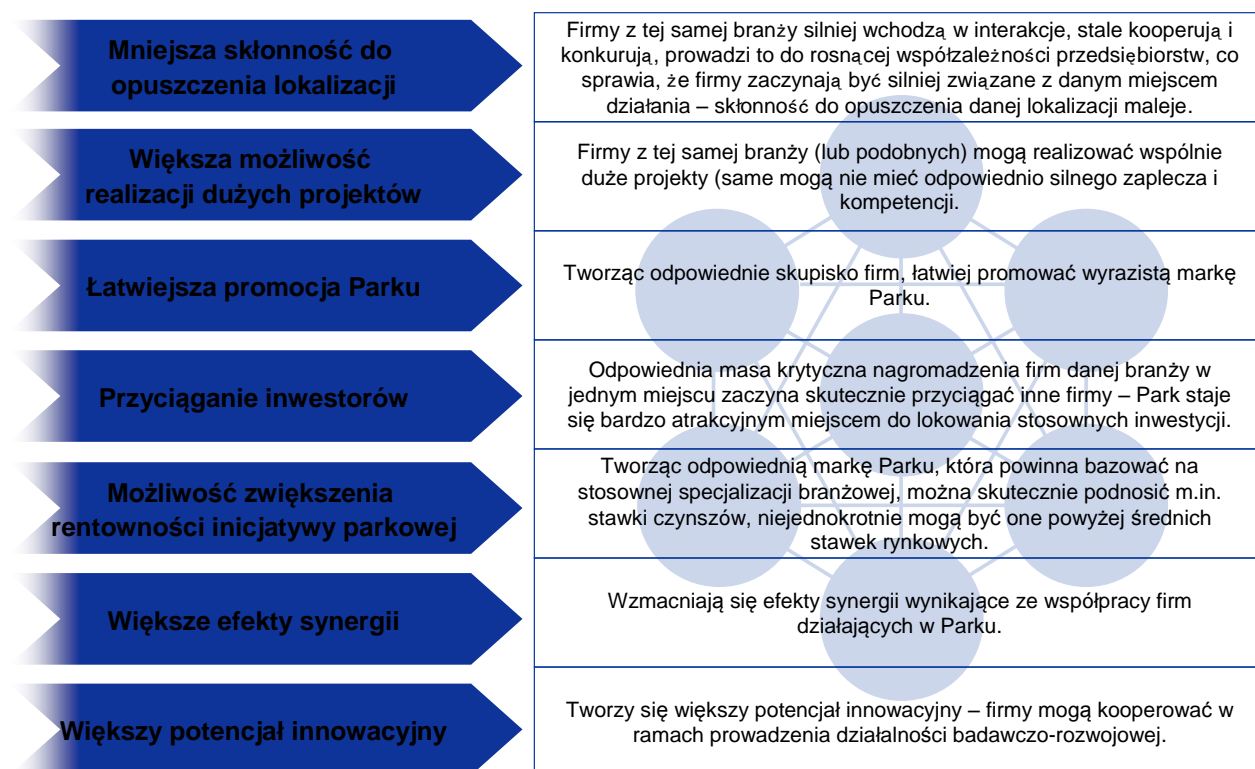 Mniejsza skłonność do
opuszczenia lokalizacji
Firmy z tej samej branży silniej wchodzą w interakcje, stale kooperują i
konkurują, prowadzi to do rosnącej współzależności przedsiębiorstw, co
sprawia, że firmy zaczynają być silniej związane z danym miejscem
działania – skłonność do opuszczenia danej lokalizacji maleje.
Większa możliwość
realizacji dużych projektów
Firmy z tej samej branży (lub podobnych) mogą realizować wspólnie
duże projekty (same mogą nie mieć odpowiednio silnego zaplecza i
kompetencji.
Łatwiejsza promocja Parku
Tworząc odpowiednie skupisko firm, łatwiej promować wyrazistą markę
Parku.
Przyciąganie inwestorów
Odpowiednia masa krytyczna nagromadzenia firm danej branży w
jednym miejscu zaczyna skutecznie przyciągać inne firmy – Park staje
się bardzo atrakcyjnym miejscem do lokowania stosownych inwestycji.
Możliwość zwiększenia
rentowności inicjatywy parkowej
Tworząc odpowiednią markę Parku, która powinna bazować na
stosownej specjalizacji branżowej, można skutecznie podnosić m.in.
stawki czynszów, niejednokrotnie mogą być one powyżej średnich
stawek rynkowych.
Większe efekty synergii
Wzmacniają się efekty synergii wynikające ze współpracy firm
działających w Parku.
Większy potencjał innowacyjny
Tworzy się większy potencjał innowacyjny – firmy mogą kooperować w
ramach prowadzenia działalności badawczo-rozwojowej.